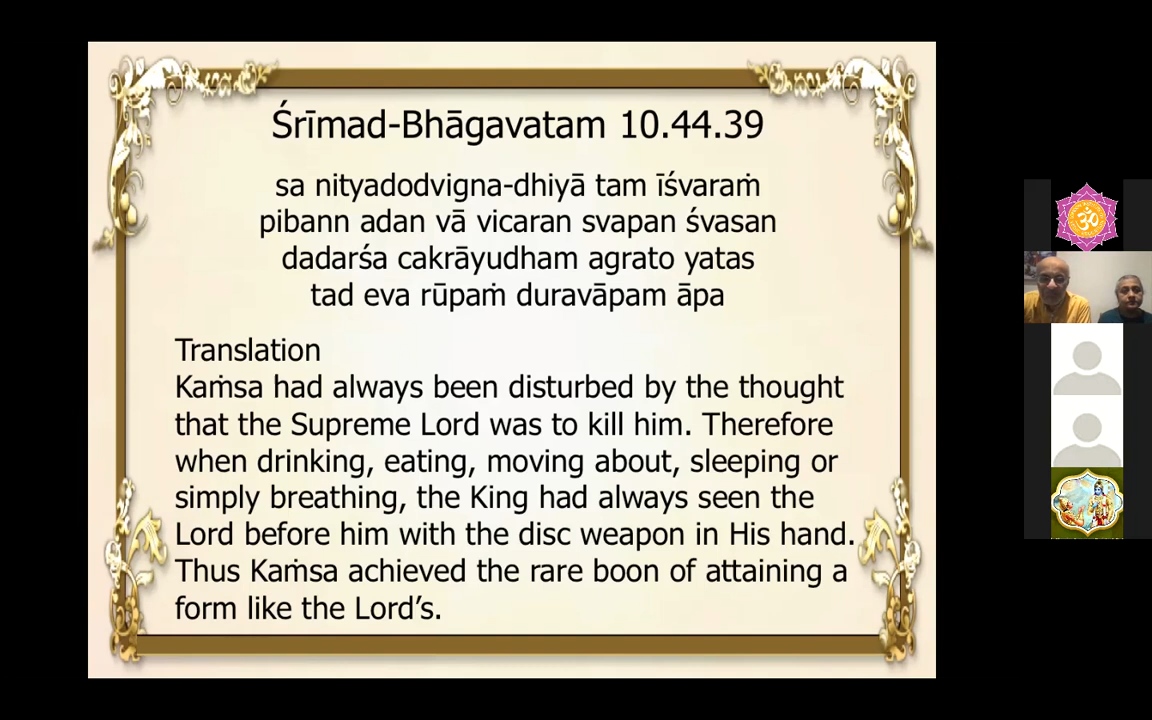 Śrīmad-Bhāgavatam 10.44.39
sa nityadodvigna-dhiyā tam īśvaraṁ
pibann adan vā vicaran svapan śvasan
dadarśa cakrāyudham agrato yatas
tad eva rūpaṁ duravāpam āpa
Translation
Kaṁsa had always been disturbed by the thought
that the Supreme Lord was to kill him. Therefore
when drinking, eating, moving about, sleeping or
simply breathing, the King had always seen the
Lord before him with the disc weapon in His hand.
Thus Kaṁsa achieved the rare boon of attaining a
form like the Lord’s.
ॐ